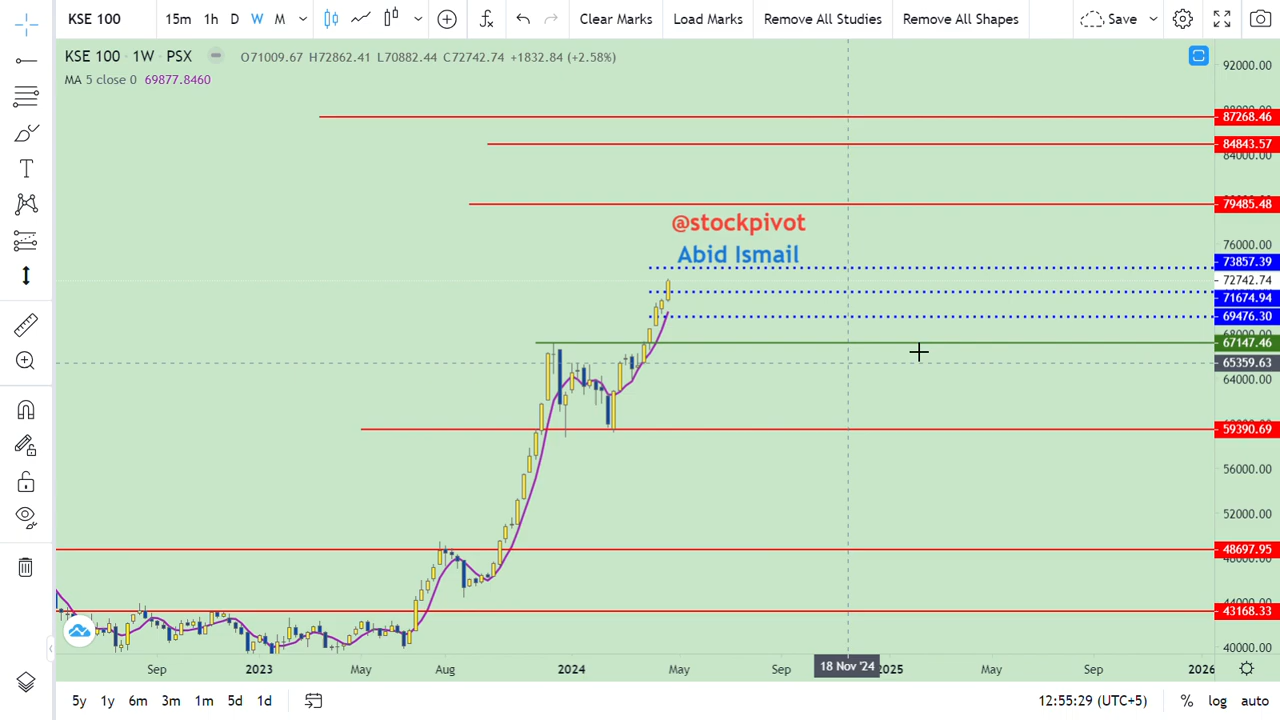 KSE 100 15m 1h D W M Clear Marks Load Marks Remove All Studies Remove All Shapes Save
KSE 100 · 1W · PSX O71009.67 H72862.41 L70882.44 C72742.74 +1832.84 (+2.58%)
MA 5 close 0 69877.8460
92000.00
87268.46
84843.57
84000.00
79485.48
@stockpivot
76000.00
Abid Ismail
73857.39
72742.74
71674.94
69476.30
67147.46
65359.63
64000.00
59390.69
56000.00
52000.00
48697.95
43168.33
40000.00
Sep 2023 May Aug 2024 May Sep 18 Nov '24 2025 May Sep 2026
5y 1y 6m 3m 1m 5d 1d 12:55:29 (UTC+5) % log auto